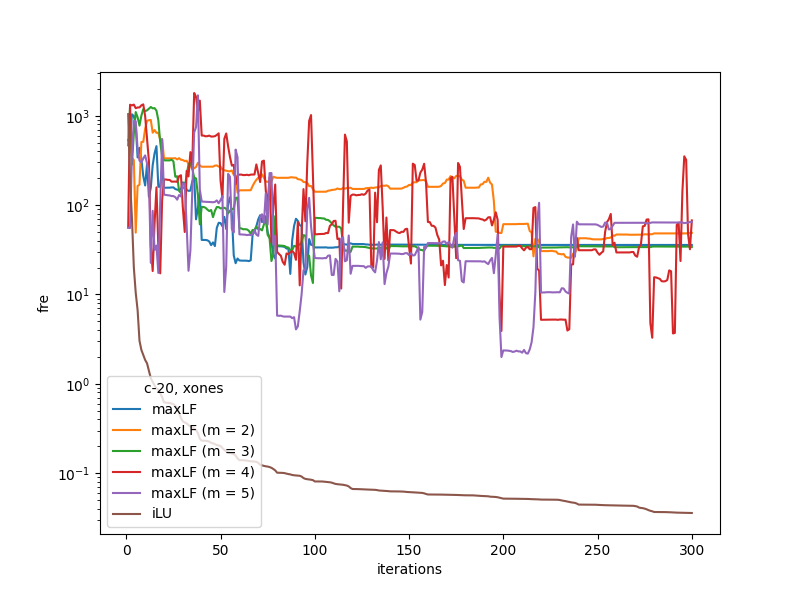 10³
10²
10¹
10⁰
10⁻¹
fre
0
50
100
150
200
250
300
iterations
c-20, xones
maxLF
maxLF (m = 2)
maxLF (m = 3)
maxLF (m = 4)
maxLF (m = 5)
iLU